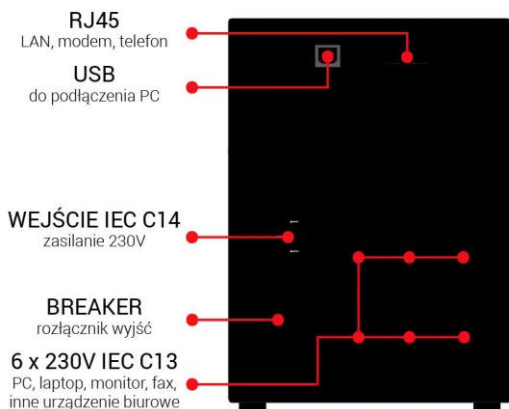 RJ45
LAN, modem, telefon
USB
do podłączenia PC
WEJŚCIE IEC C14
zasilanie 230V
BREAKER
rozłącznik wyjść
6 x 230V IEC C13
PC, laptop, monitor, fax,
inne urządzenie biurowe